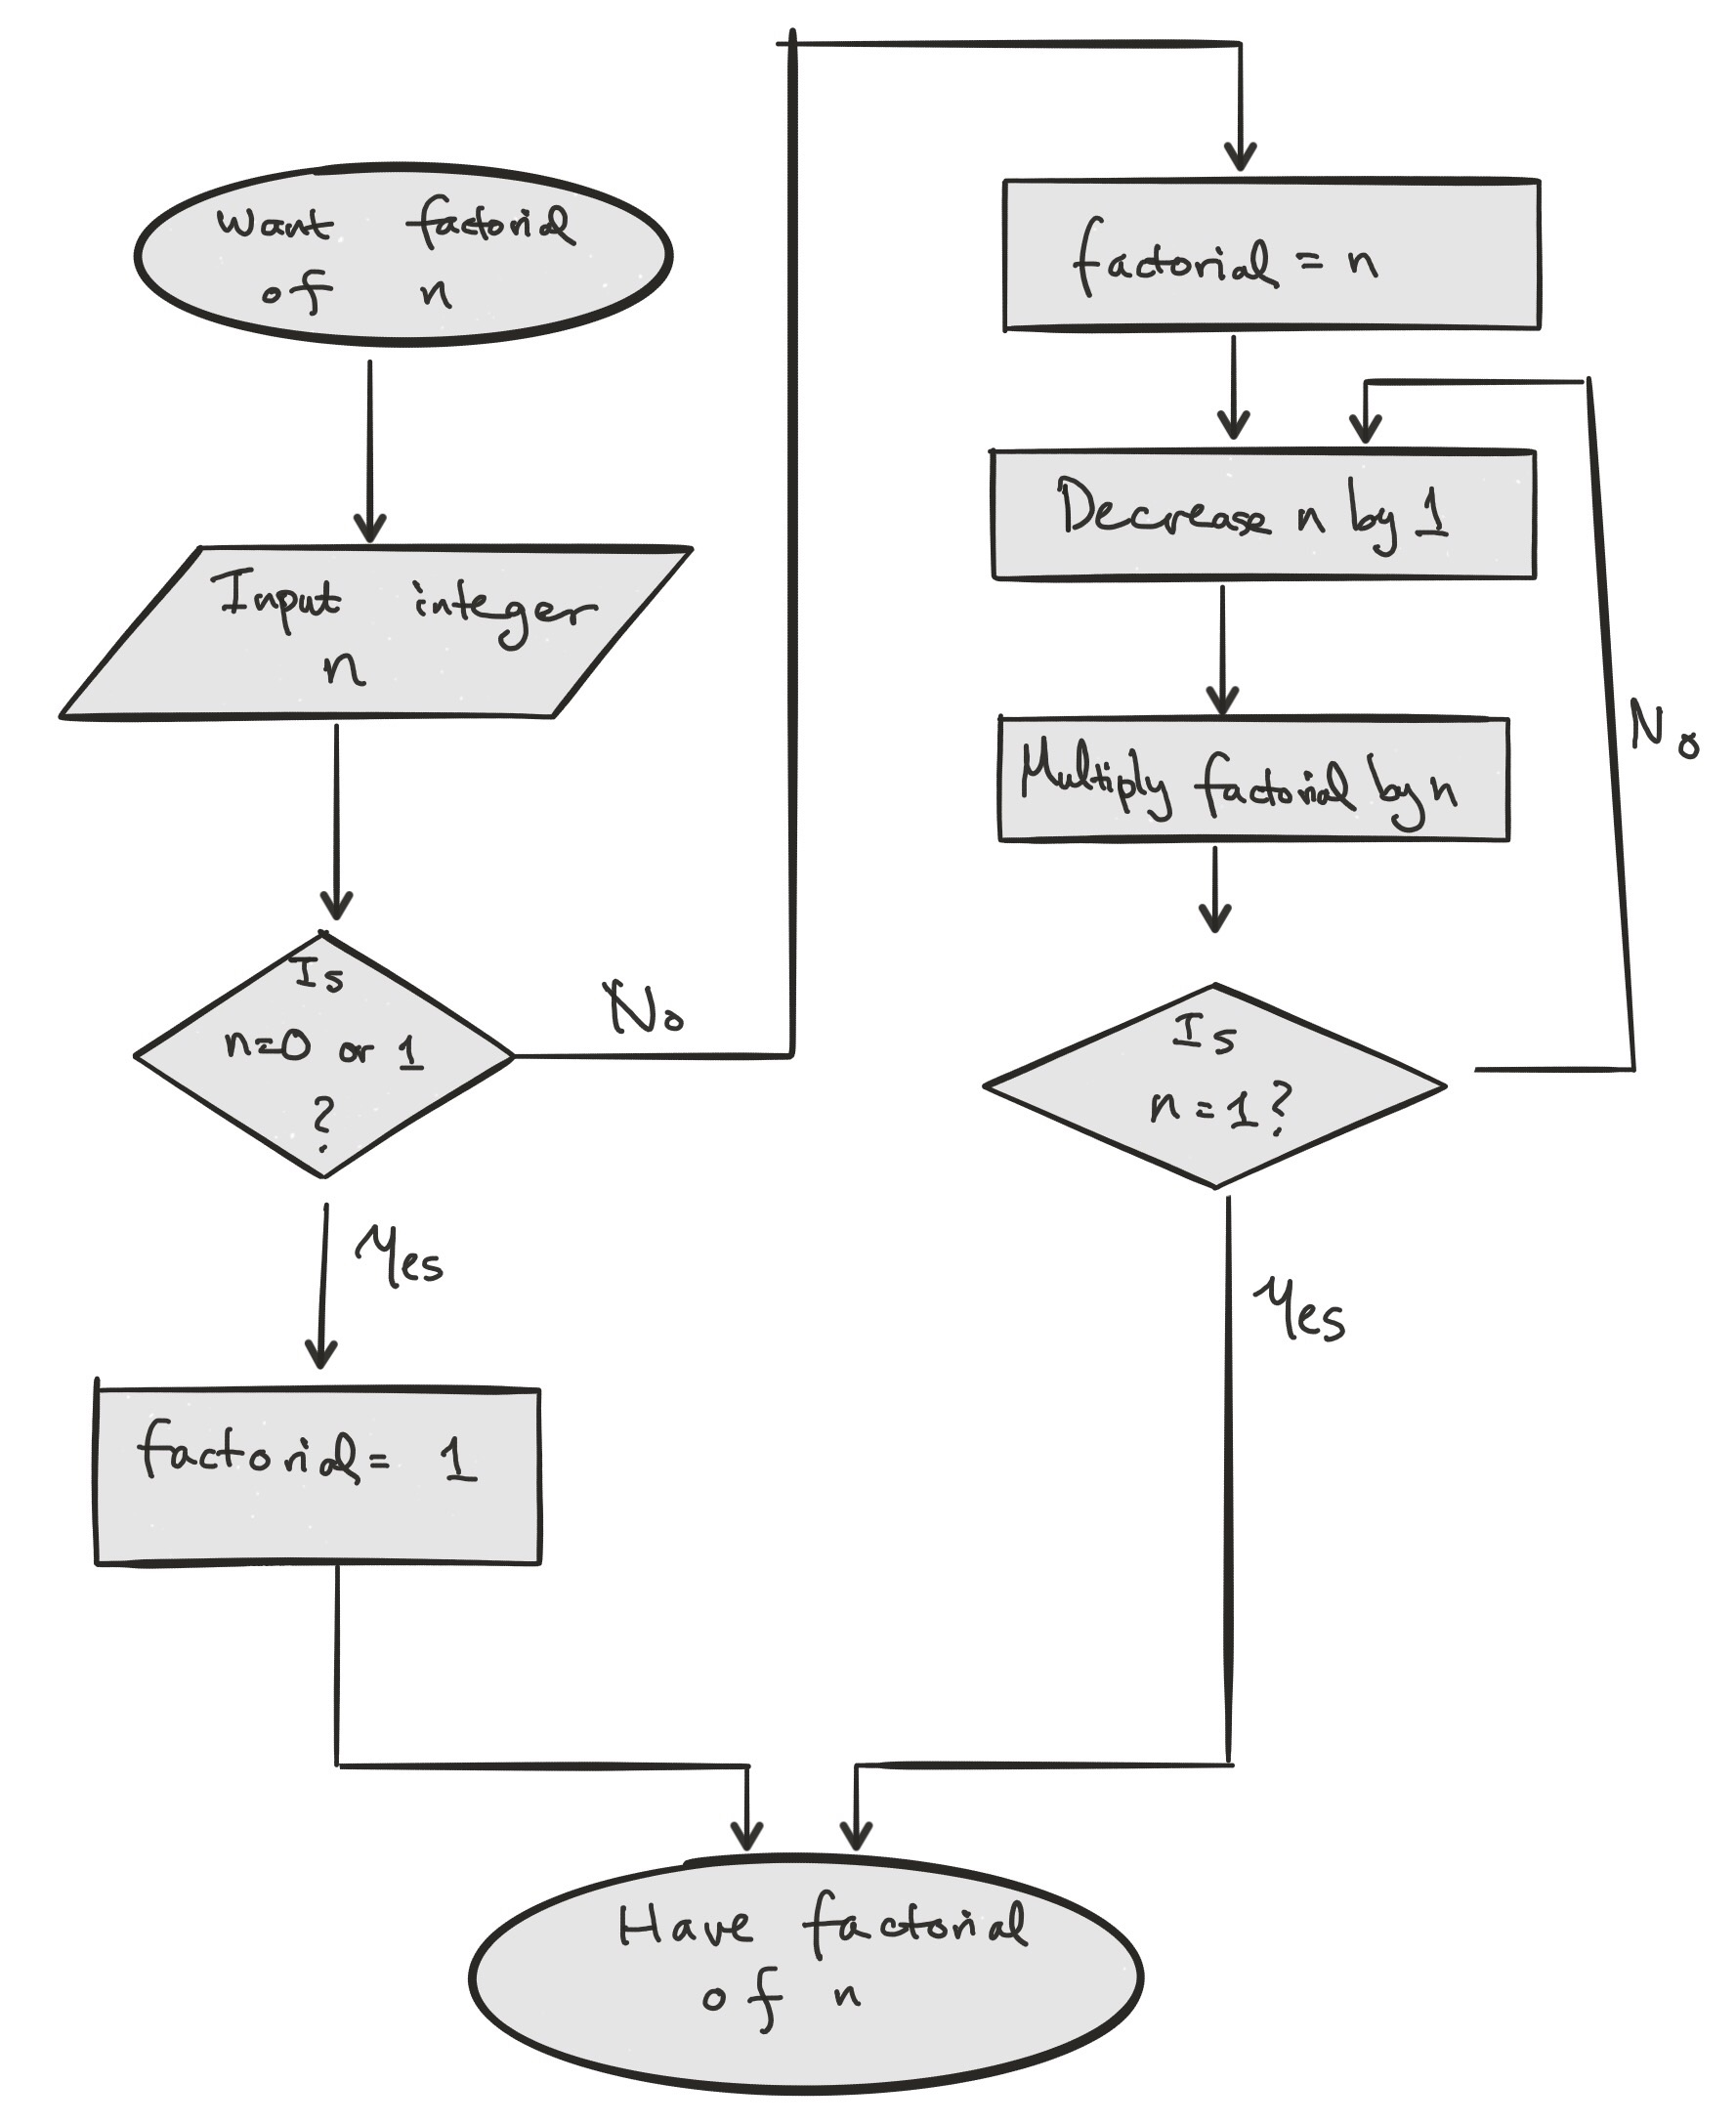 Want factorial
of n
Input integer
n
Is
n=0 or 1
?
No
Yes
factorial = 1
factorial = n
Decrease n by 1
Multiply factorial by n
Is
n=1?
No
Yes
Have factorial
of n